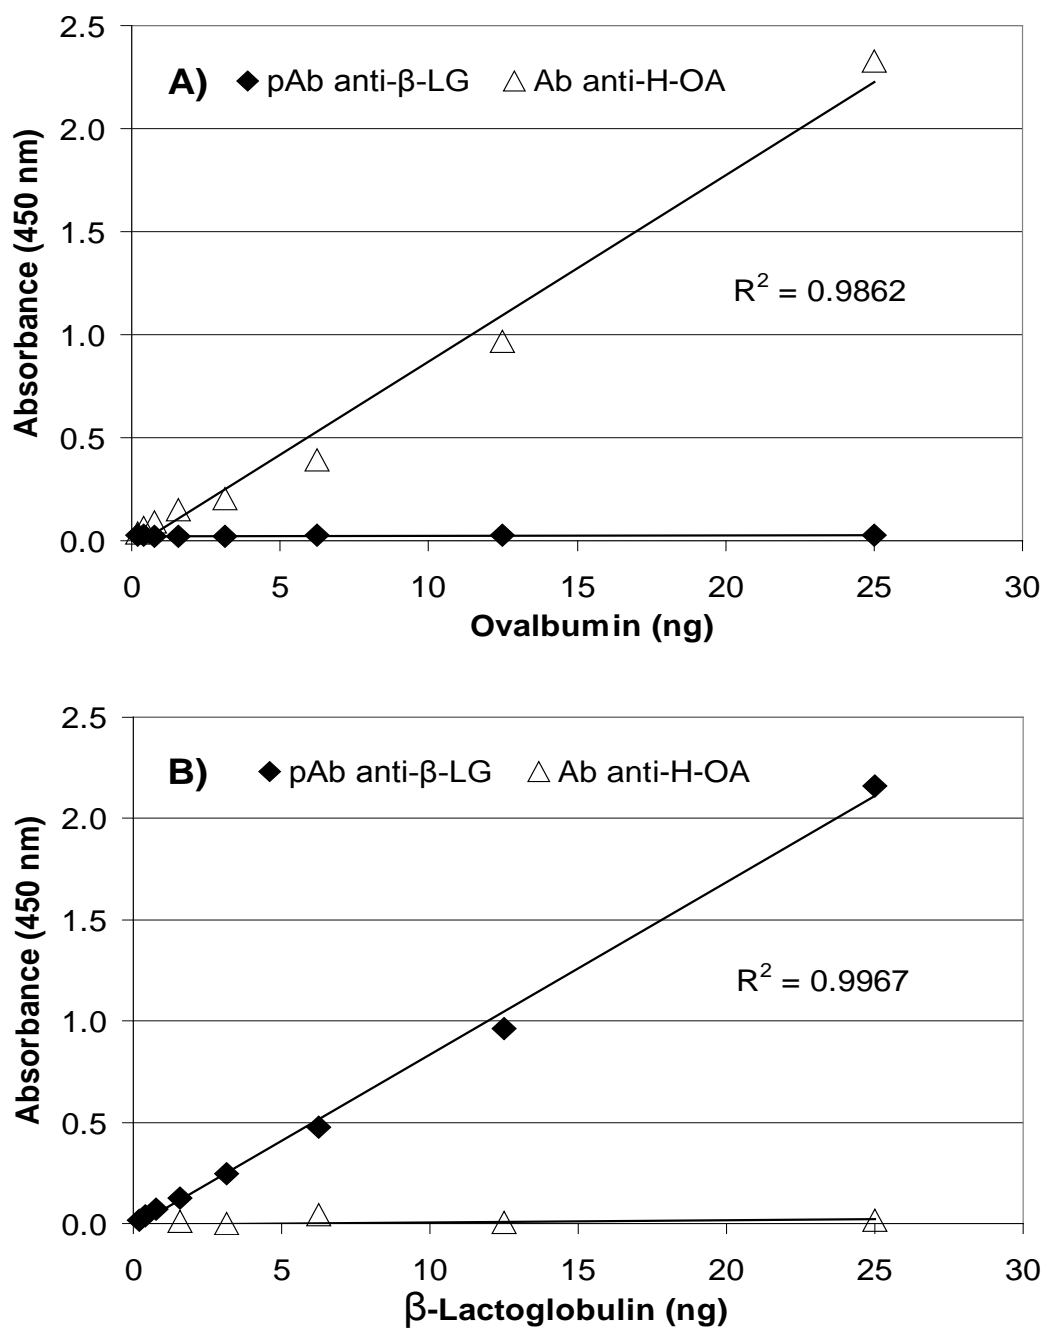 2.5
A) pAb anti-β-LG Ab anti-H-OA
2.0
1.5
R² = 0.9862
1.0
0.5
0.0
Absorbance (450 nm)
0 5 10 15 20 25 30
Ovalbumin (ng)
2.5
B) pAb anti-β-LG Ab anti-H-OA
2.0
1.5
R² = 0.9967
1.0
0.5
0.0
Absorbance (450 nm)
0 5 10 15 20 25 30
β-Lactoglobulin (ng)